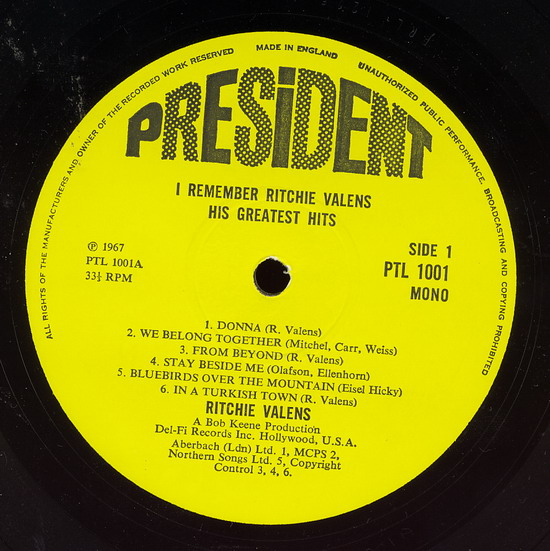 ALL RIGHTS OF THE MANUFACTURERS AND OWNER OF THE RECORDED WORK RESERVED
MADE IN ENGLAND
UNAUTHORIZED PUBLIC PERFORMANCE, BROADCASTING AND COPYING PROHIBITED
PRESiDENT
I REMEMBER RITCHIE VALENS
HIS GREATEST HITS
℗ 1967
PTL 1001A
33⅓ RPM
SIDE 1
PTL 1001
MONO
1. DONNA (R. Valens)
2. WE BELONG TOGETHER (Mitchel, Carr, Weiss)
3. FROM BEYOND (R. Valens)
4. STAY BESIDE ME (Olafson, Ellenhorn)
5. BLUEBIRDS OVER THE MOUNTAIN (Eisel Hicky)
6. IN A TURKISH TOWN (R. Valens)
RITCHIE VALENS
A Bob Keene Production
Del-Fi Records Inc. Hollywood, U.S.A.
Aberbach (Ldn) Ltd. 1, MCPS 2,
Northern Songs Ltd. 5, Copyright
Control 3, 4, 6.